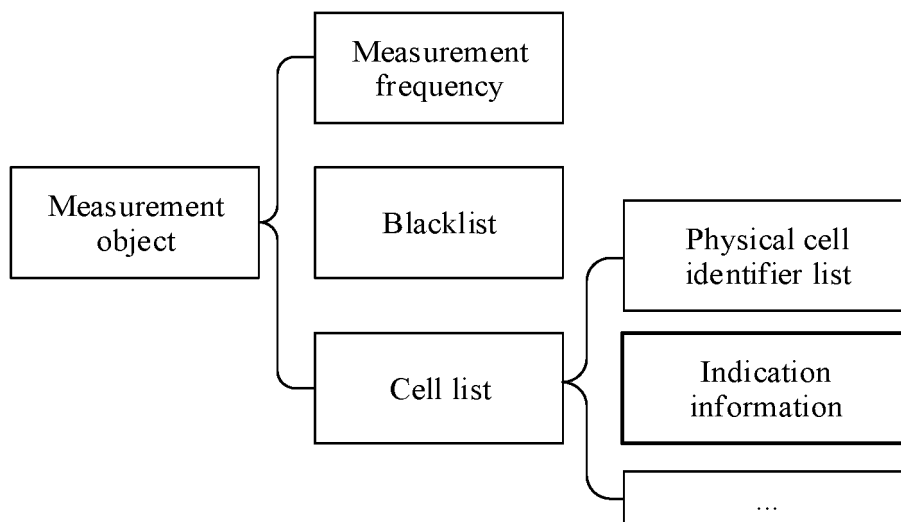 Measurement
frequency
Measurement
object
Blacklist
Physical cell
identifier list
Cell list
Indication
information
...